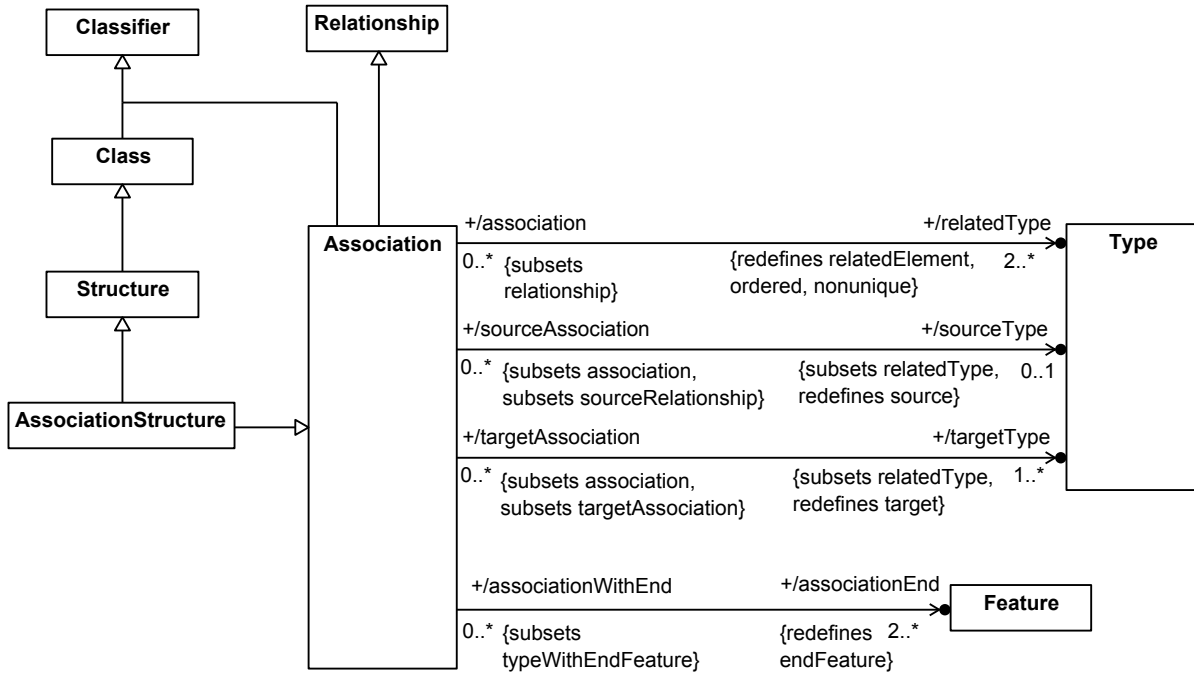 Classifier
Relationship
Class
Structure
AssociationStructure
Association
Type
+/association
+/relatedType
0..*
{subsets
relationship}
{redefines relatedElement,
ordered, nonunique}
2..*
+/sourceAssociation
+/sourceType
0..*
{subsets association,
subsets sourceRelationship}
{subsets relatedType,
redefines source}
0..1
+/targetAssociation
+/targetType
0..*
{subsets association,
subsets targetAssociation}
{subsets relatedType,
redefines target}
1..*
+/associationWithEnd
+/associationEnd
Feature
0..*
{subsets
typeWithEndFeature}
{redefines
endFeature}
2..*